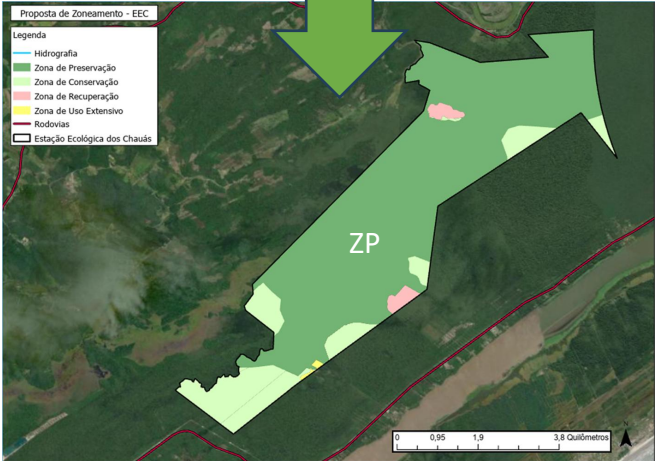 Proposta de Zoneamento - EEC
Legenda
Hidrografia
Zona de Preservação
Zona de Conservação
Zona de Recuperação
Zona de Uso Extensivo
Rodovias
Estação Ecológica dos Chauás
ZP
0 0,95 1,9 3,8 Quilômetros
N